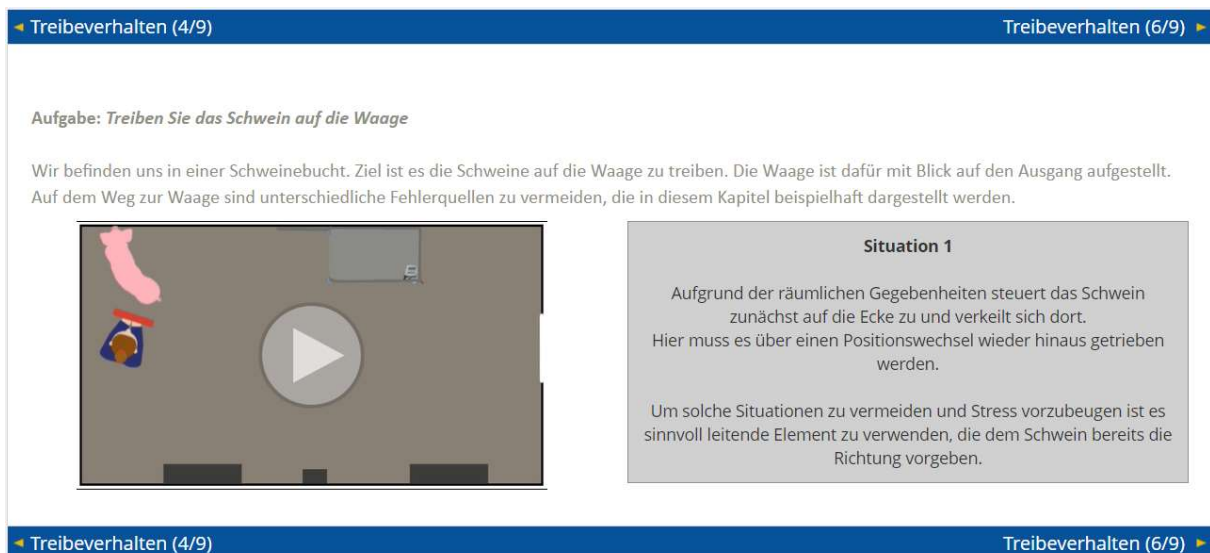 Treibeverhalten (4/9)
Treibeverhalten (6/9)
Aufgabe: Treiben Sie das Schwein auf die Waage
Wir befinden uns in einer Schweinebucht. Ziel ist es die Schweine auf die Waage zu treiben. Die Waage ist dafür mit Blick auf den Ausgang aufgestellt.
Auf dem Weg zur Waage sind unterschiedliche Fehlerquellen zu vermeiden, die in diesem Kapitel beispielhaft dargestellt werden.
Situation 1
Aufgrund der räumlichen Gegebenheiten steuert das Schwein
zunächst auf die Ecke zu und verkeilt sich dort.
Hier muss es über einen Positionswechsel wieder hinaus getrieben
werden.
Um solche Situationen zu vermeiden und Stress vorzubeugen ist es
sinnvoll leitende Element zu verwenden, die dem Schwein bereits die
Richtung vorgeben.
Treibeverhalten (4/9)
Treibeverhalten (6/9)